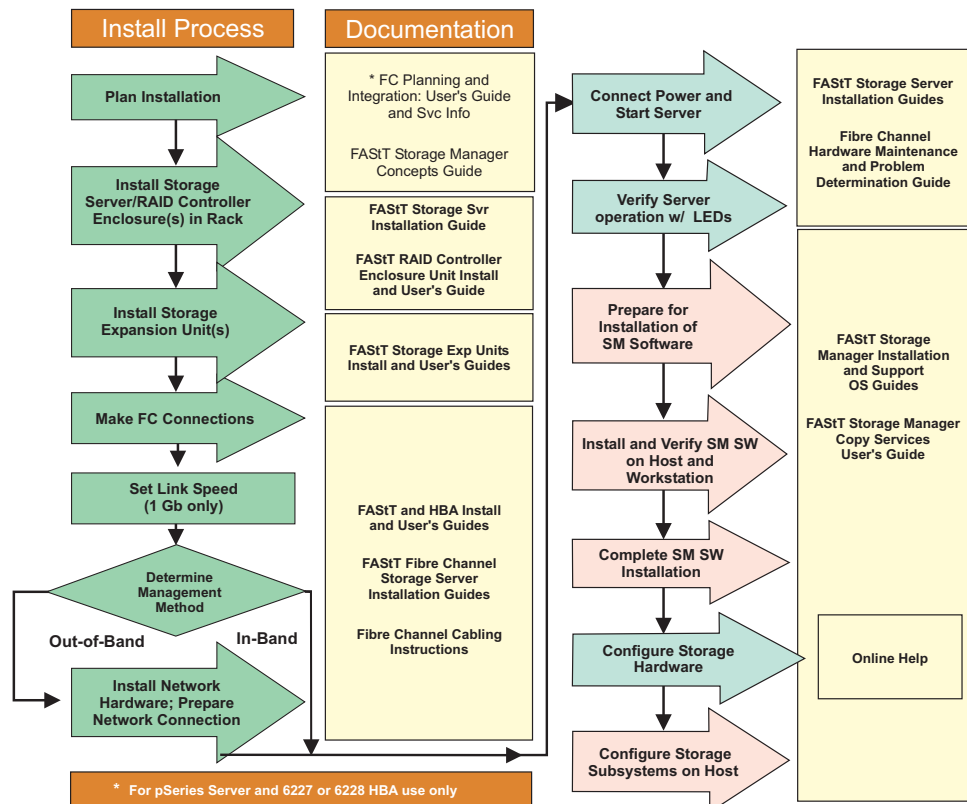 Install Process
Plan Installation
Install Storage
Server/RAID Controller
Enclosure(s) in Rack
Install Storage
Expansion Unit(s)
Make FC Connections
Set Link Speed
(1 Gb only)
Determine
Management
Method
Out-of-Band
In-Band
Install Network
Hardware; Prepare
Network Connection
Documentation
* FC Planning and
Integration: User's Guide
and Svc Info
FAStT Storage Manager
Concepts Guide
FAStT Storage Svr
Installation Guide
FAStT RAID Controller
Enclosure Unit Install
and User's Guide
FAStT Storage Exp Units
Install and User's Guides
FAStT and HBA Install
and User's Guides
FAStT Fibre Channel
Storage Server
Installation Guides
Fibre Channel Cabling
Instructions
* For pSeries Server and 6227 or 6228 HBA use only
Connect Power and
Start Server
Verify Server
operation w/ LEDs
Prepare for
Installation of
SM Software
Install and Verify SM SW
on Host and
Workstation
Complete SM SW
Installation
Configure Storage
Hardware
Configure Storage
Subsystems on Host
FAStT Storage Server
Installation Guides
Fibre Channel
Hardware Maintenance
and Problem
Determination Guide
FAStT Storage
Manager Installation
and Support
OS Guides
FAStT Storage Manager
Copy Services
User's Guide
Online Help